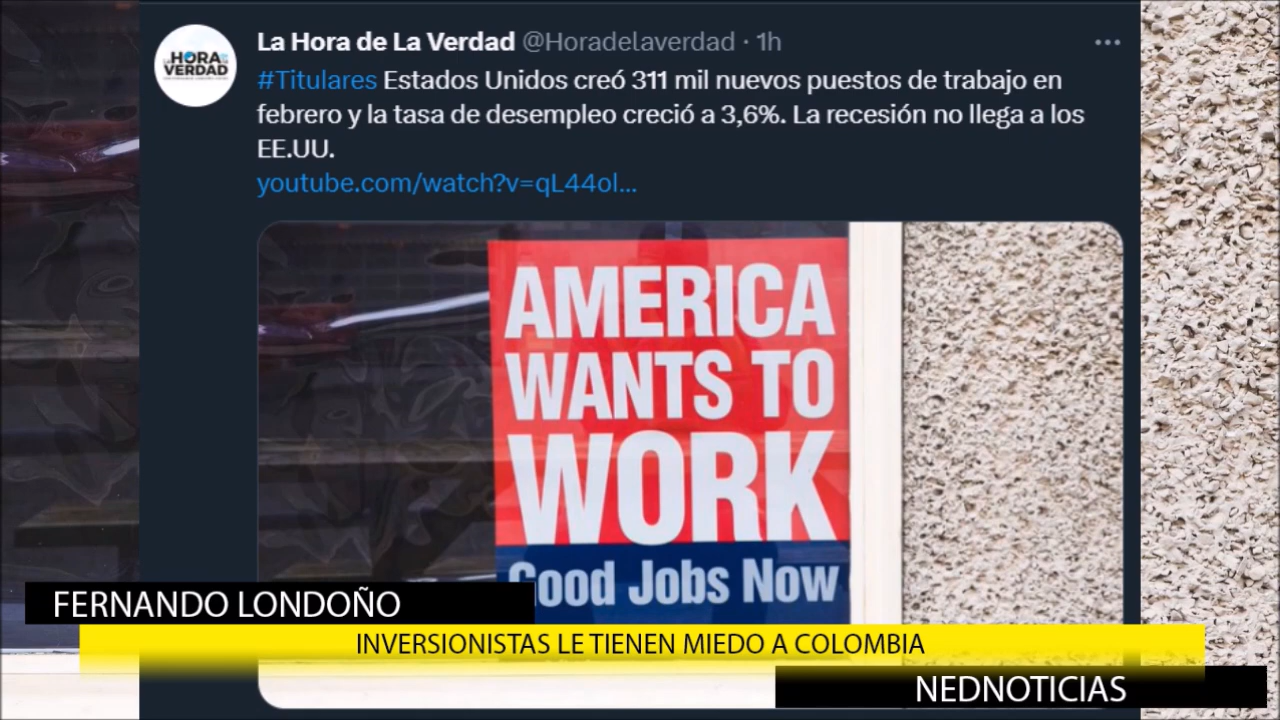 HORA
VERDAD
La Hora de La Verdad @Horadelaverdad · 1h
#Titulares Estados Unidos creó 311 mil nuevos puestos de trabajo en
febrero y la tasa de desempleo creció a 3,6%. La recesión no llega a los
EE.UU.
youtube.com/watch?v=qL44ol...
AMERICA
WANTS TO
WORK
Good Jobs Now
FERNANDO LONDOÑO
INVERSIONISTAS LE TIENEN MIEDO A COLOMBIA
NEDNOTICIAS